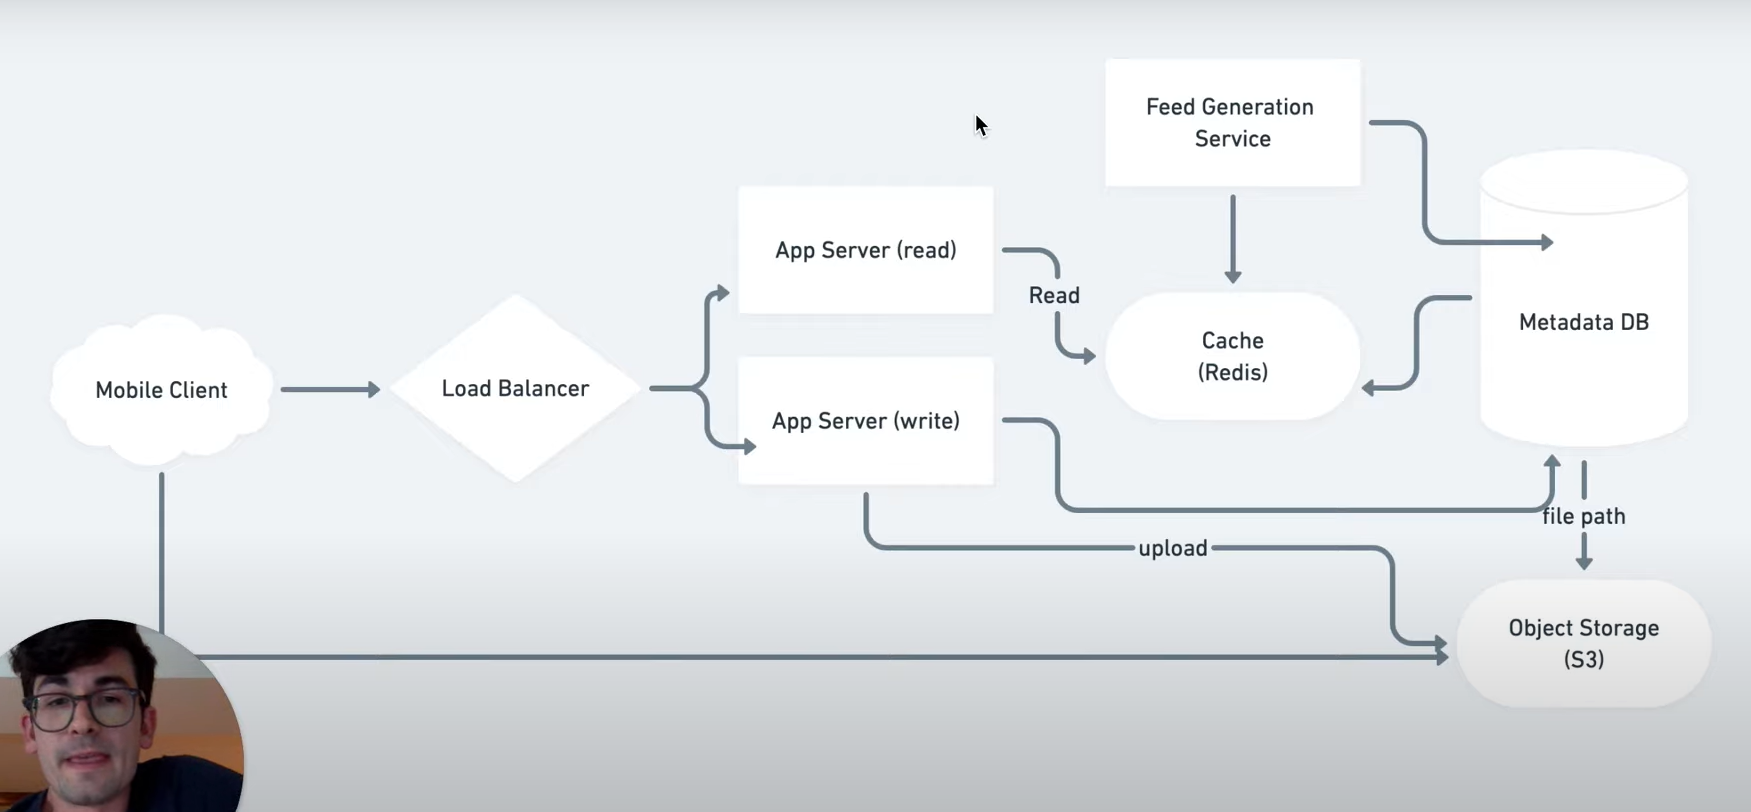 Feed Generation
Service
App Server (read)
Read
Metadata DB
Cache
(Redis)
Mobile Client
Load Balancer
App Server (write)
file path
upload
Object Storage
(S3)